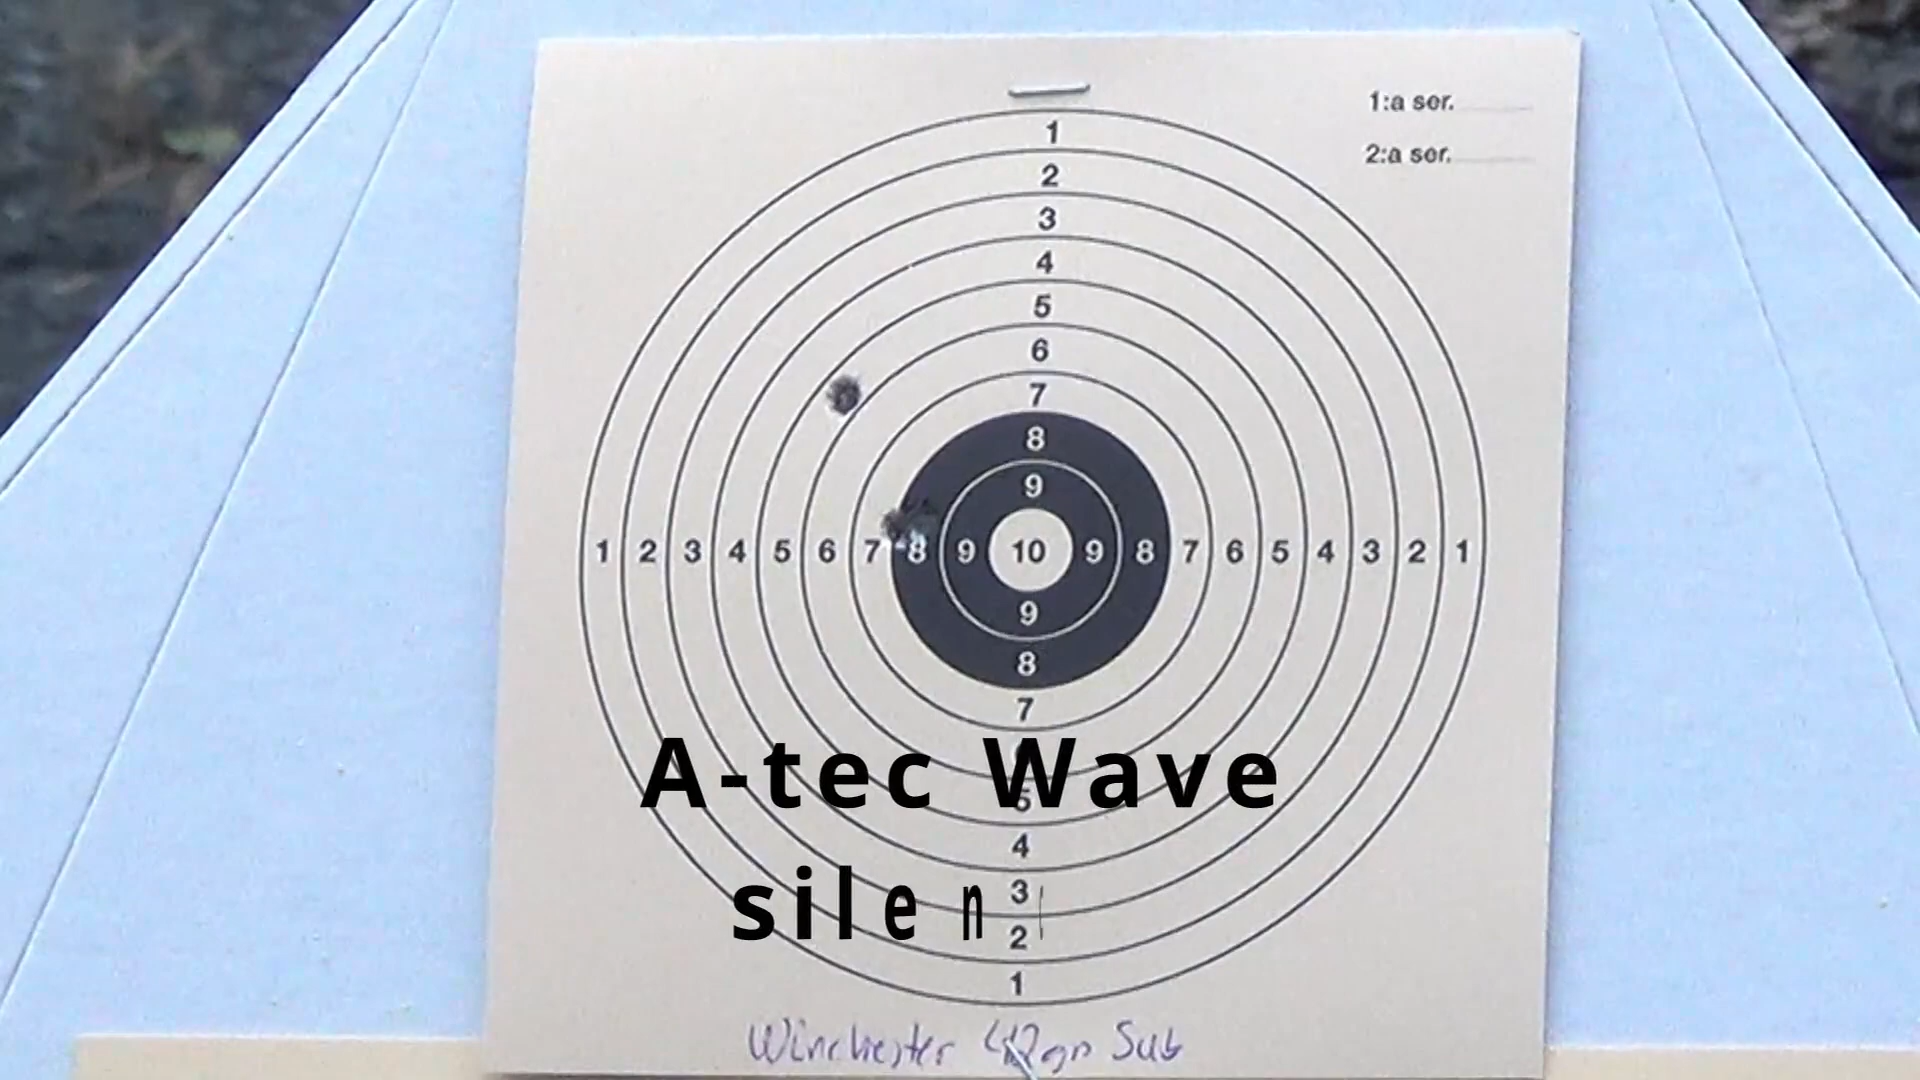 1:a ser.
2:a ser.
1
2
3
4
5
6
7
8
9
1 2 3 4 5 6 7 8 9 10 9 8 7 6 5 4 3 2 1
9
8
7
5
A-tec Wave
4
silen
3
2
1
Winchester 42gn Sub